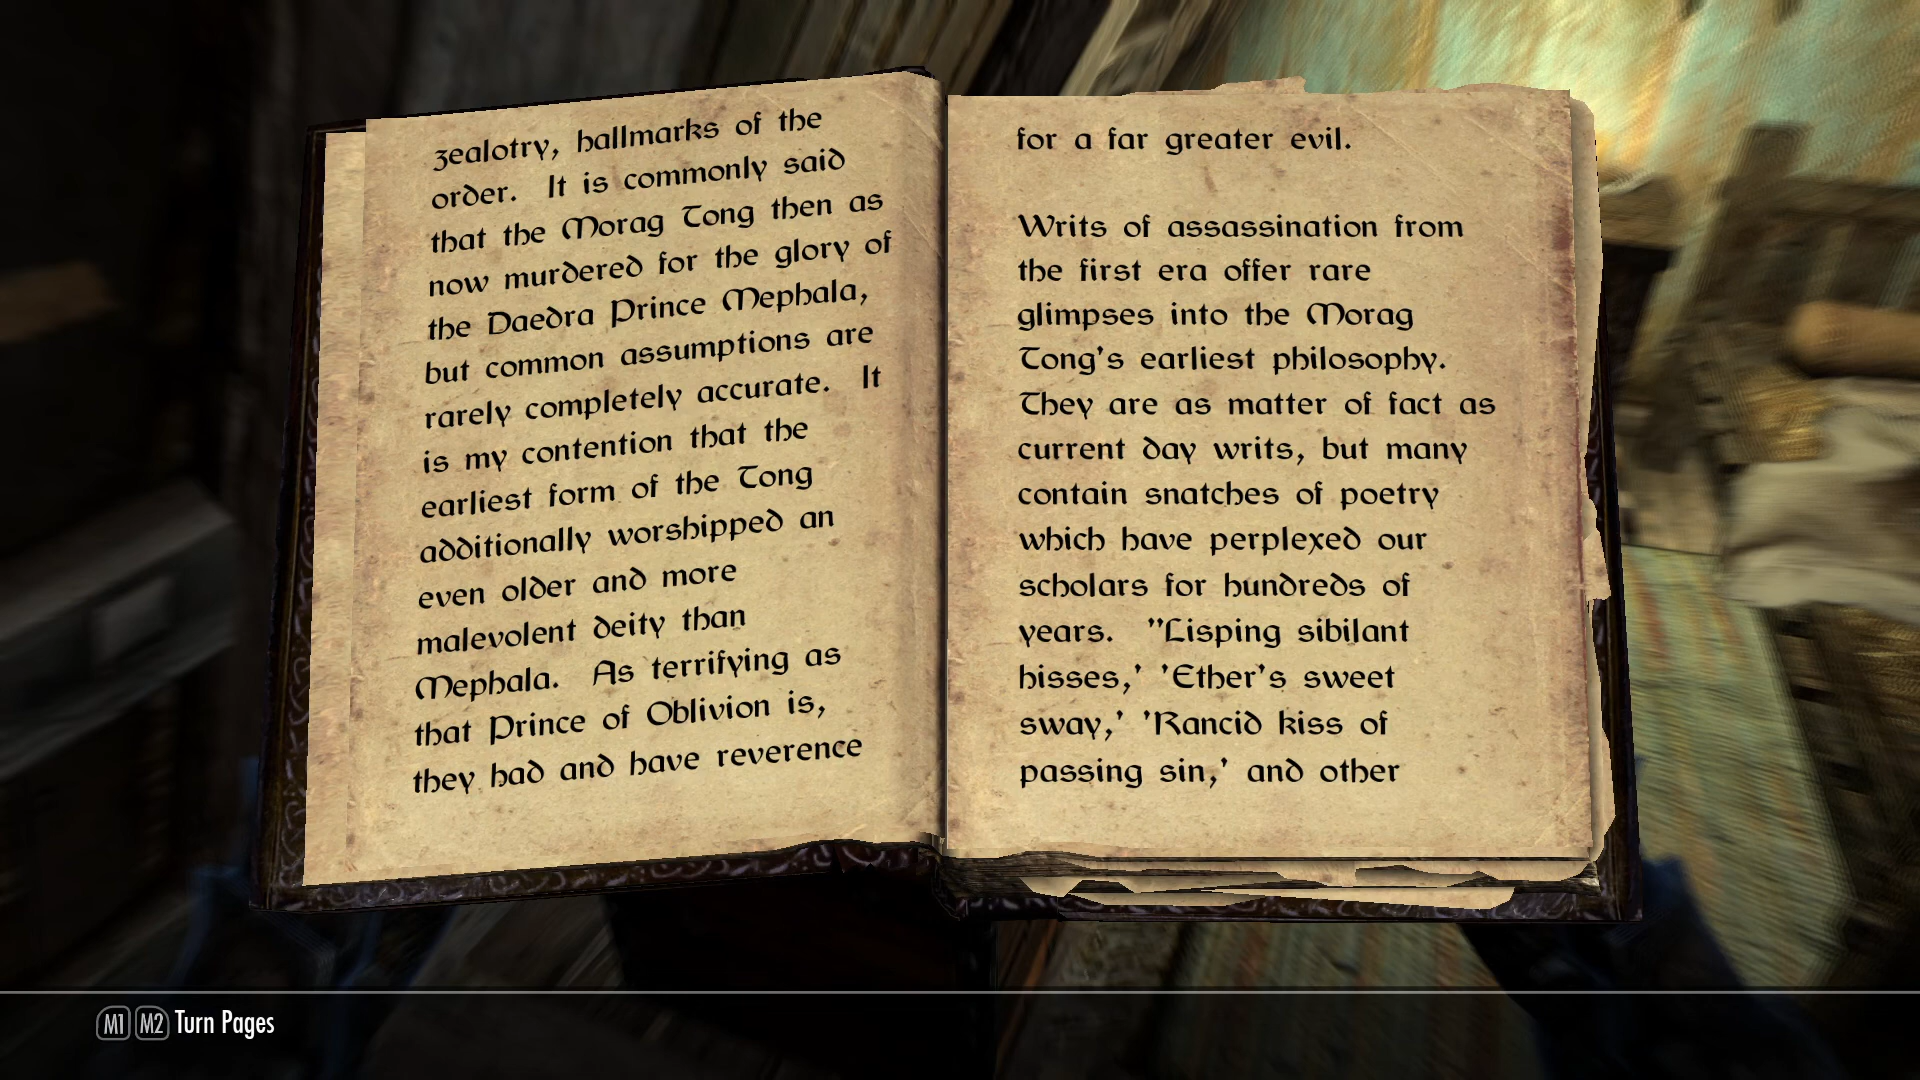 zealotry, hallmarks of the
order.  It is commonly said
that the Morag Tong then as
now murdered for the glory of
the Daedra Prince Mephala,
but common assumptions are
rarely completely accurate.  It
is my contention that the
earliest form of the Tong
additionally worshipped an
even older and more
malevolent deity than
Mephala.  As terrifying as
that Prince of Oblivion is,
they had and have reverence
for a far greater evil.
Writs of assassination from
the first era offer rare
glimpses into the Morag
Tong's earliest philosophy.
They are as matter of fact as
current day writs, but many
contain snatches of poetry
which have perplexed our
scholars for hundreds of
years.  "Lisping sibilant
hisses,' 'Ether's sweet
sway,' 'Rancid kiss of
passing sin,' and other
M1 M2 Turn Pages